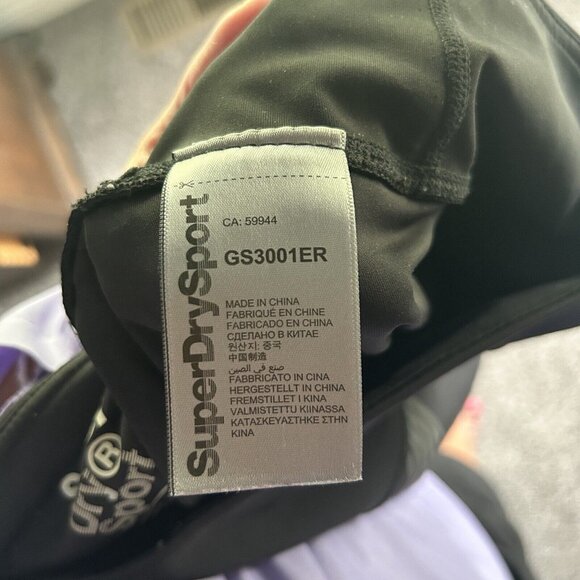 SuperDrySport
CA: 59944
GS3001ER
MADE IN CHINA
FABRIQUÉ EN CHINE
FABRICADO EN CHINA
СДЕЛАНО В КИТАЕ
원산지: 중국
中国制造
صنع في الصين
FABBRICATO IN CINA
HERGESTELLT IN CHINA
FREMSTILLET I KINA
VALMISTETTU KIINASSA
ΚΑΤΑΣΚΕΥΑΣΤΗΚΕ ΣΤΗΝ
ΚΙΝΑ
dry®
Sport